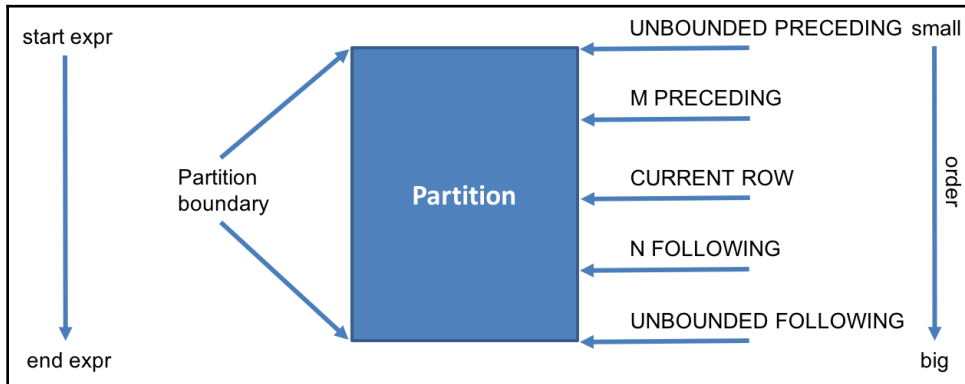 UNBOUNDED PRECEDING small
start expr
M PRECEDING
Partition
boundary
Partition
CURRENT ROW
order
N FOLLOWING
UNBOUNDED FOLLOWING
end expr
big